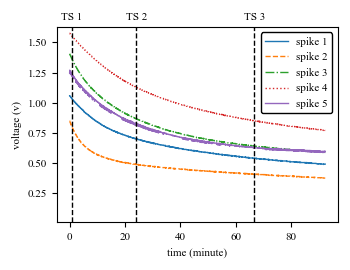 TS 1 TS 2 TS 3
spike 1
spike 2
spike 3
spike 4
spike 5
1.50
1.25
1.00
0.75
0.50
0.25
voltage (v)
0 20 40 60 80
time (minute)